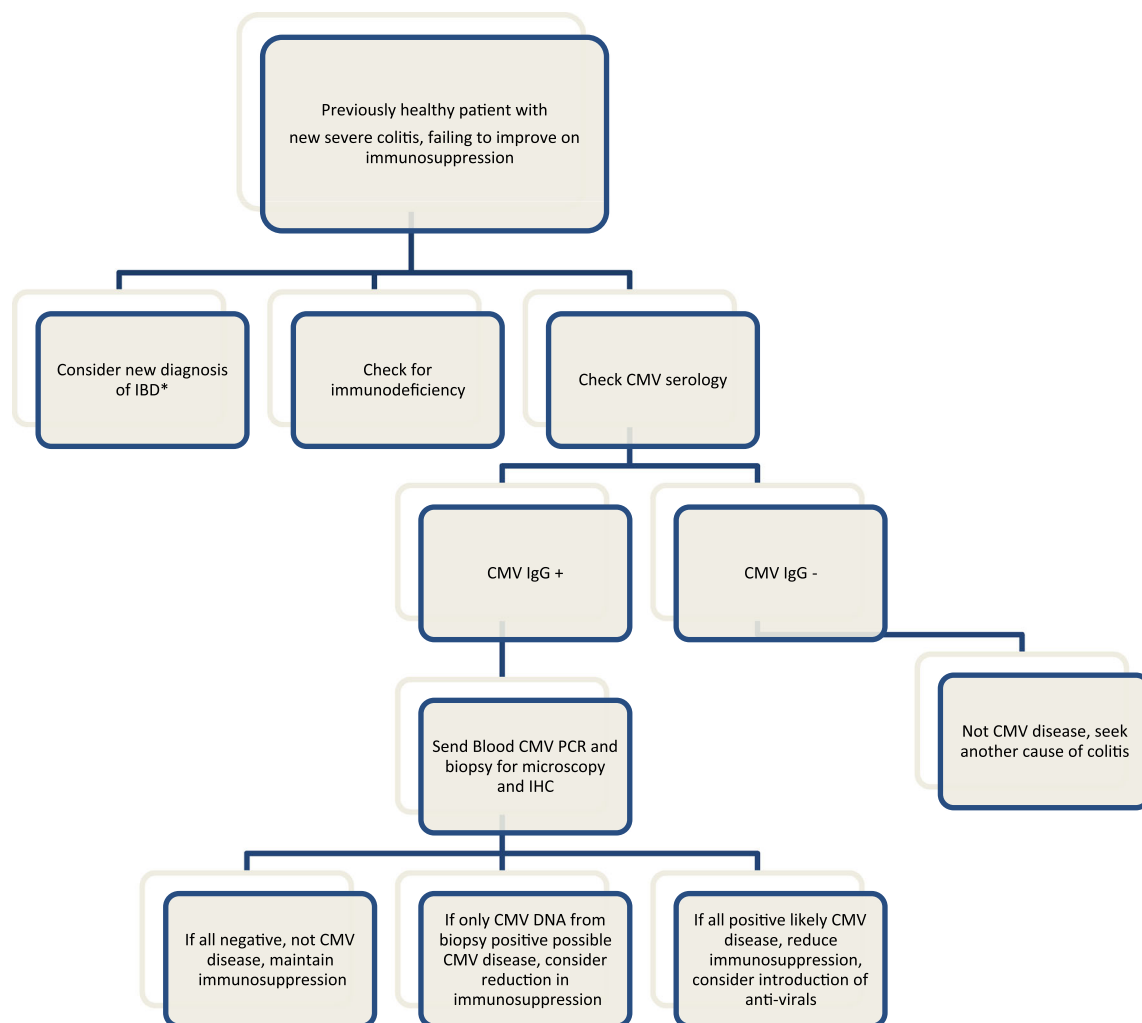 Previously healthy patient with
new severe colitis, failing to improve on
immunosuppression
Consider new diagnosis
of IBD*
Check for
immunodeficiency
Check CMV serology
CMV IgG +
CMV IgG -
Send Blood CMV PCR and
biopsy for microscopy
and IHC
Not CMV disease, seek
another cause of colitis
If all negative, not CMV
disease, maintain
immunosuppression
If only CMV DNA from
biopsy positive possible
CMV disease, consider
reduction in
immunosuppression
If all positive likely CMV
disease, reduce
immunosuppression,
consider introduction of
anti-virals